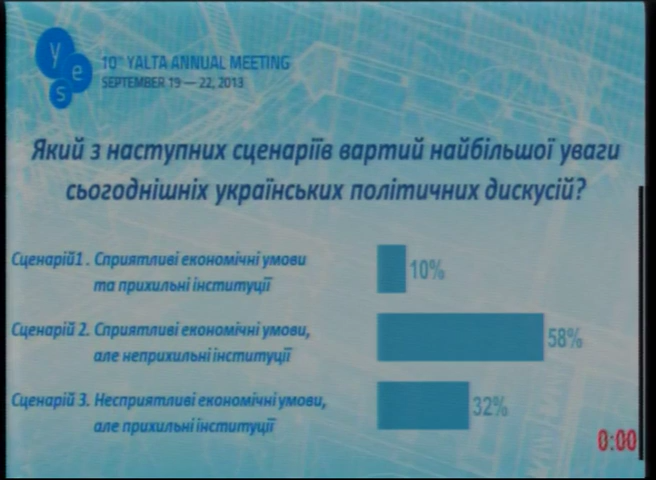 yes
10th YALTA ANNUAL MEETING
SEPTEMBER 19 — 22, 2013
Який з наступних сценаріїв вартий найбільшої уваги
сьогоднішніх українських політичних дискусій?
Сценарій1. Сприятливі економічні умови
та прихильні інституції
10%
Сценарій 2. Сприятливі економічні умови,
але неприхильні інституції
58%
Сценарій 3. Несприятливі економічні умови,
але прихильні інституції
32%
0:00